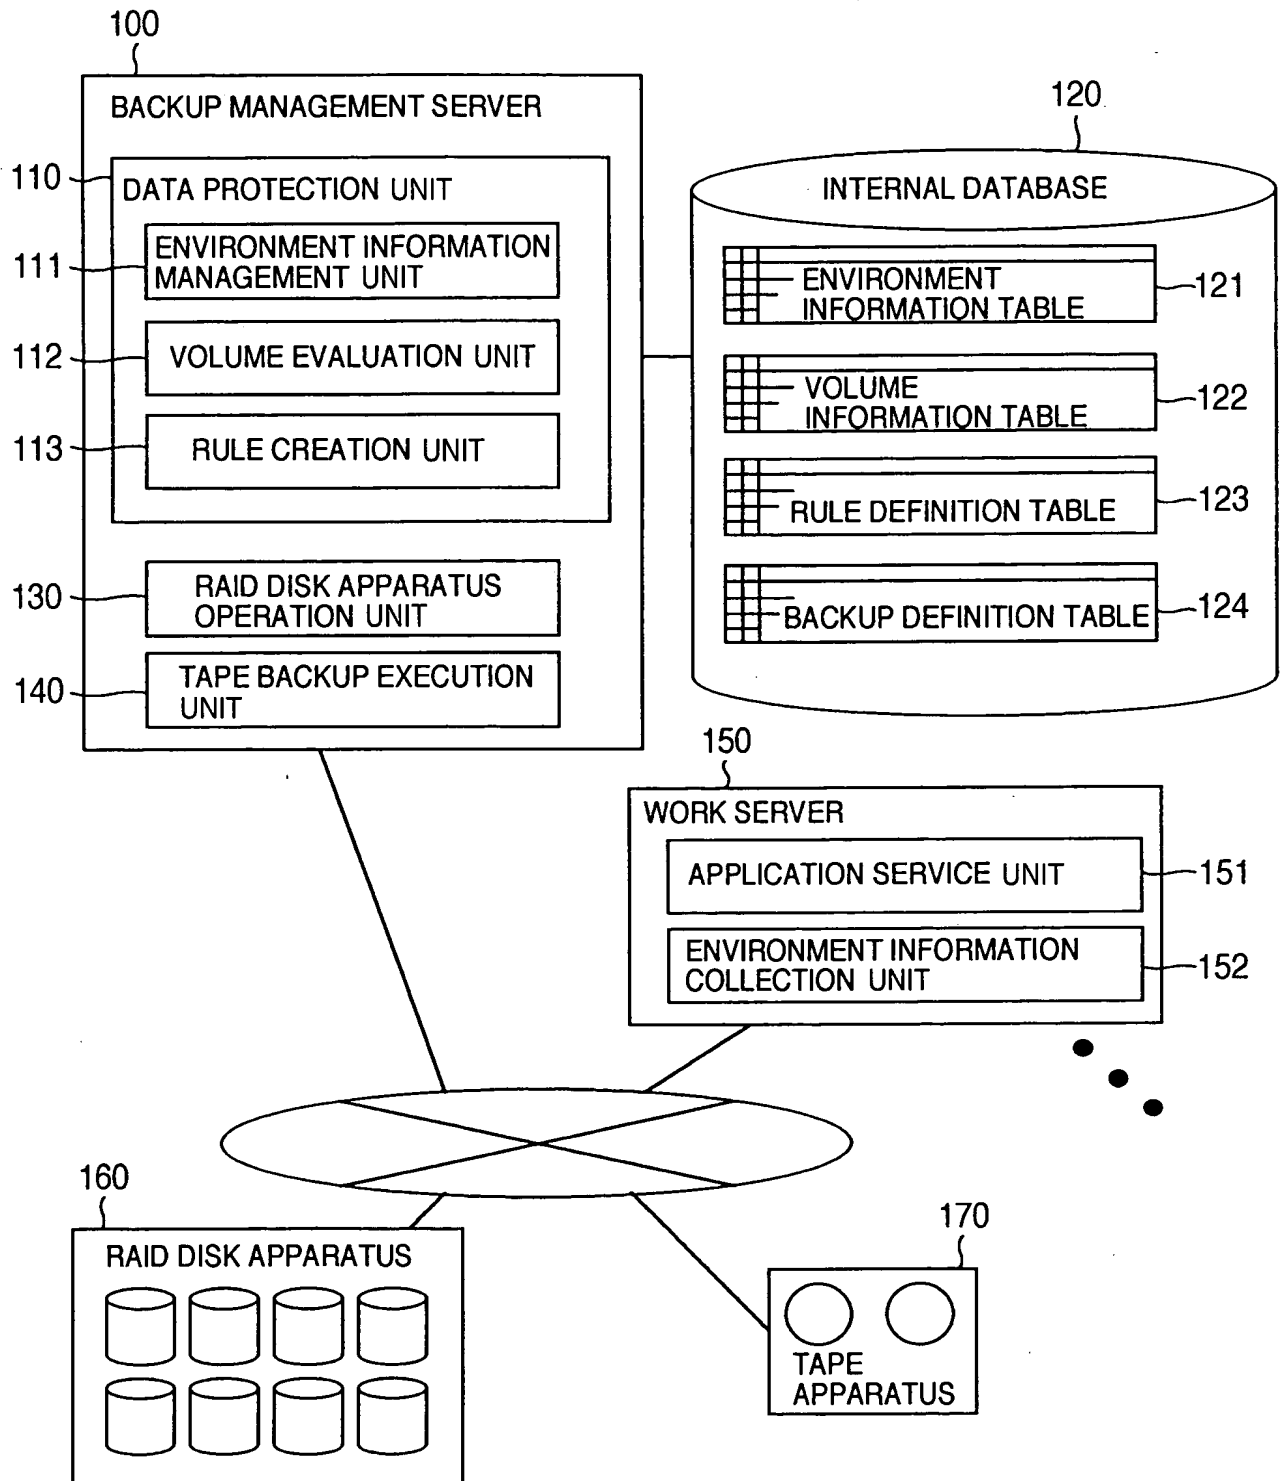 100
BACKUP MANAGEMENT SERVER
110
DATA PROTECTION UNIT
111
ENVIRONMENT INFORMATION
MANAGEMENT UNIT
112
VOLUME EVALUATION UNIT
113
RULE CREATION UNIT
130
RAID DISK APPARATUS
OPERATION UNIT
140
TAPE BACKUP EXECUTION
UNIT
120
INTERNAL DATABASE
ENVIRONMENT
INFORMATION TABLE
121
VOLUME
INFORMATION TABLE
122
RULE DEFINITION TABLE
123
BACKUP DEFINITION TABLE
124
150
WORK SERVER
APPLICATION SERVICE UNIT
151
ENVIRONMENT INFORMATION
COLLECTION UNIT
152
160
RAID DISK APPARATUS
170
TAPE
APPARATUS